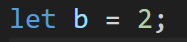 let b = 2;